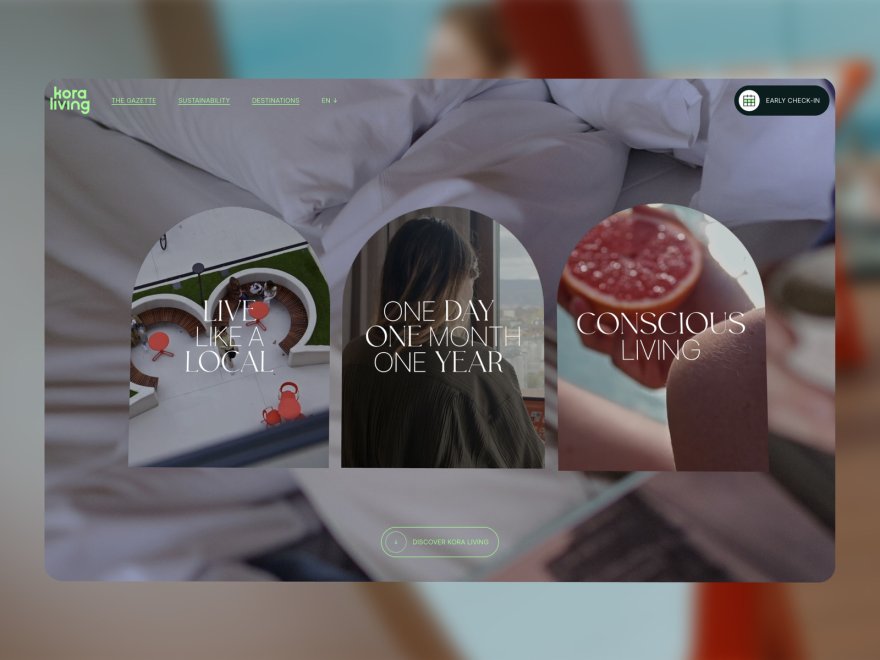 kora
living
THE GAZETTE
SUSTAINABILITY
DESTINATIONS
EN ↓
EARLY CHECK-IN
LIVE
LIKE A
LOCAL
ONE DAY
ONE MONTH
ONE YEAR
CONSCIOUS
LIVING
↓ DISCOVER KORA LIVING